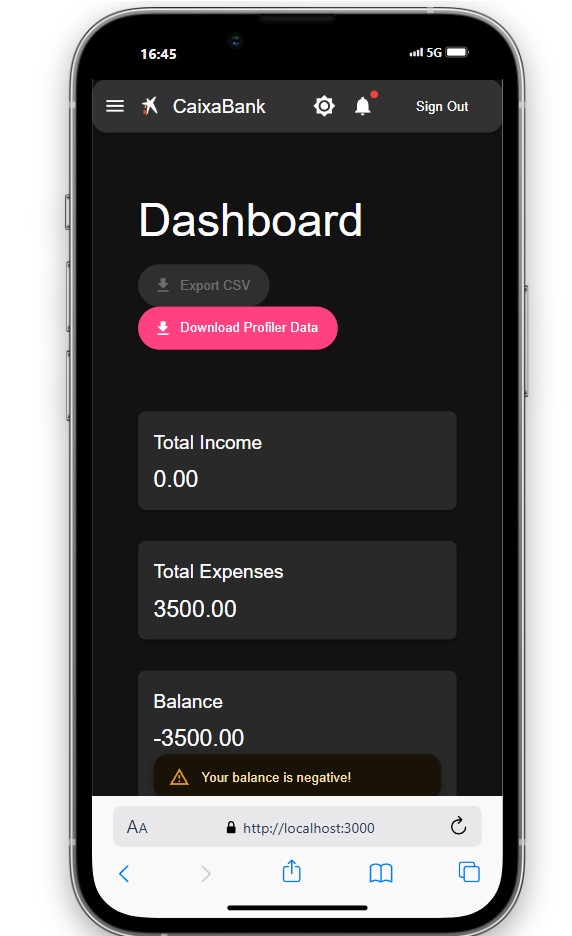 16:45
5G
CaixaBank
Sign Out
Dashboard
Export CSV
Download Profiler Data
Total Income
0.00
Total Expenses
3500.00
Balance
-3500.00
Your balance is negative!
AA
http://localhost:3000